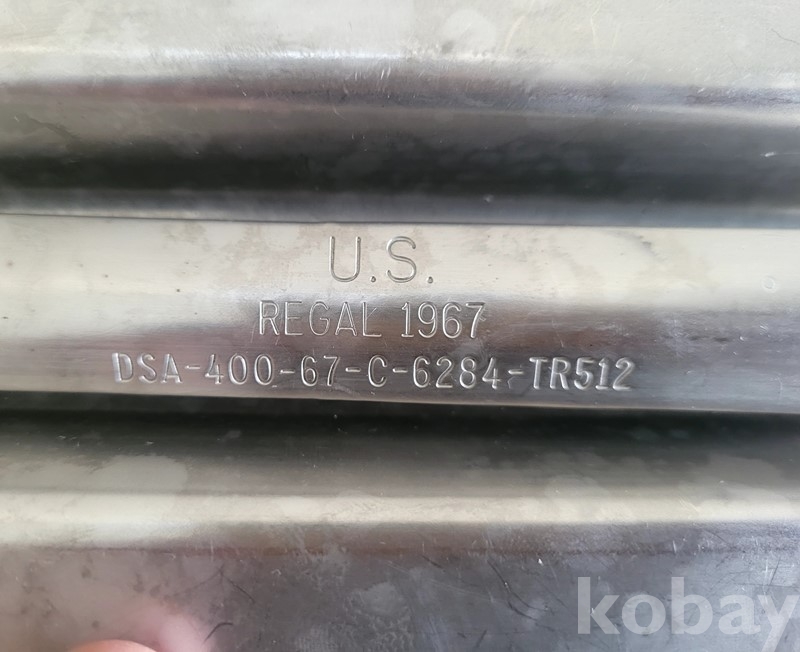 U.S.
REGAL 1967
DSA-400-67-C-6284-TR512
kobay